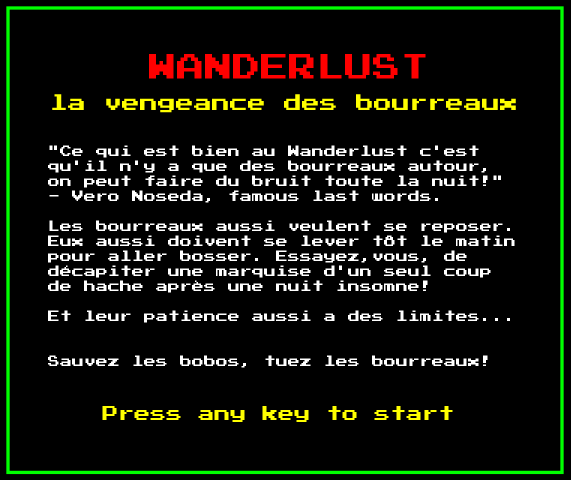 WANDERLUST
la vengeance des bourreaux
"Ce qui est bien au Wanderlust c'est
qu'il n'y a que des bourreaux autour,
on peut faire du bruit toute la nuit!"
- Vero Noseda, famous last words.
Les bourreaux aussi veulent se reposer.
Eux aussi doivent se lever tôt le matin
pour aller bosser. Essayez,vous, de
décapiter une marquise d'un seul coup
de hache après une nuit insomne!
Et leur patience aussi a des limites...
Sauvez les bobos, tuez les bourreaux!
Press any key to start